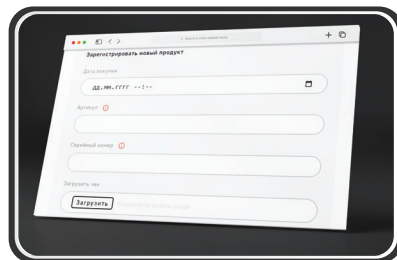 Зарегистрировать новый продукт
Дата покупки
ДД.ММ.ГГГГ --:--
Артикул
Серийный номер
Загрузить чек
Загрузить